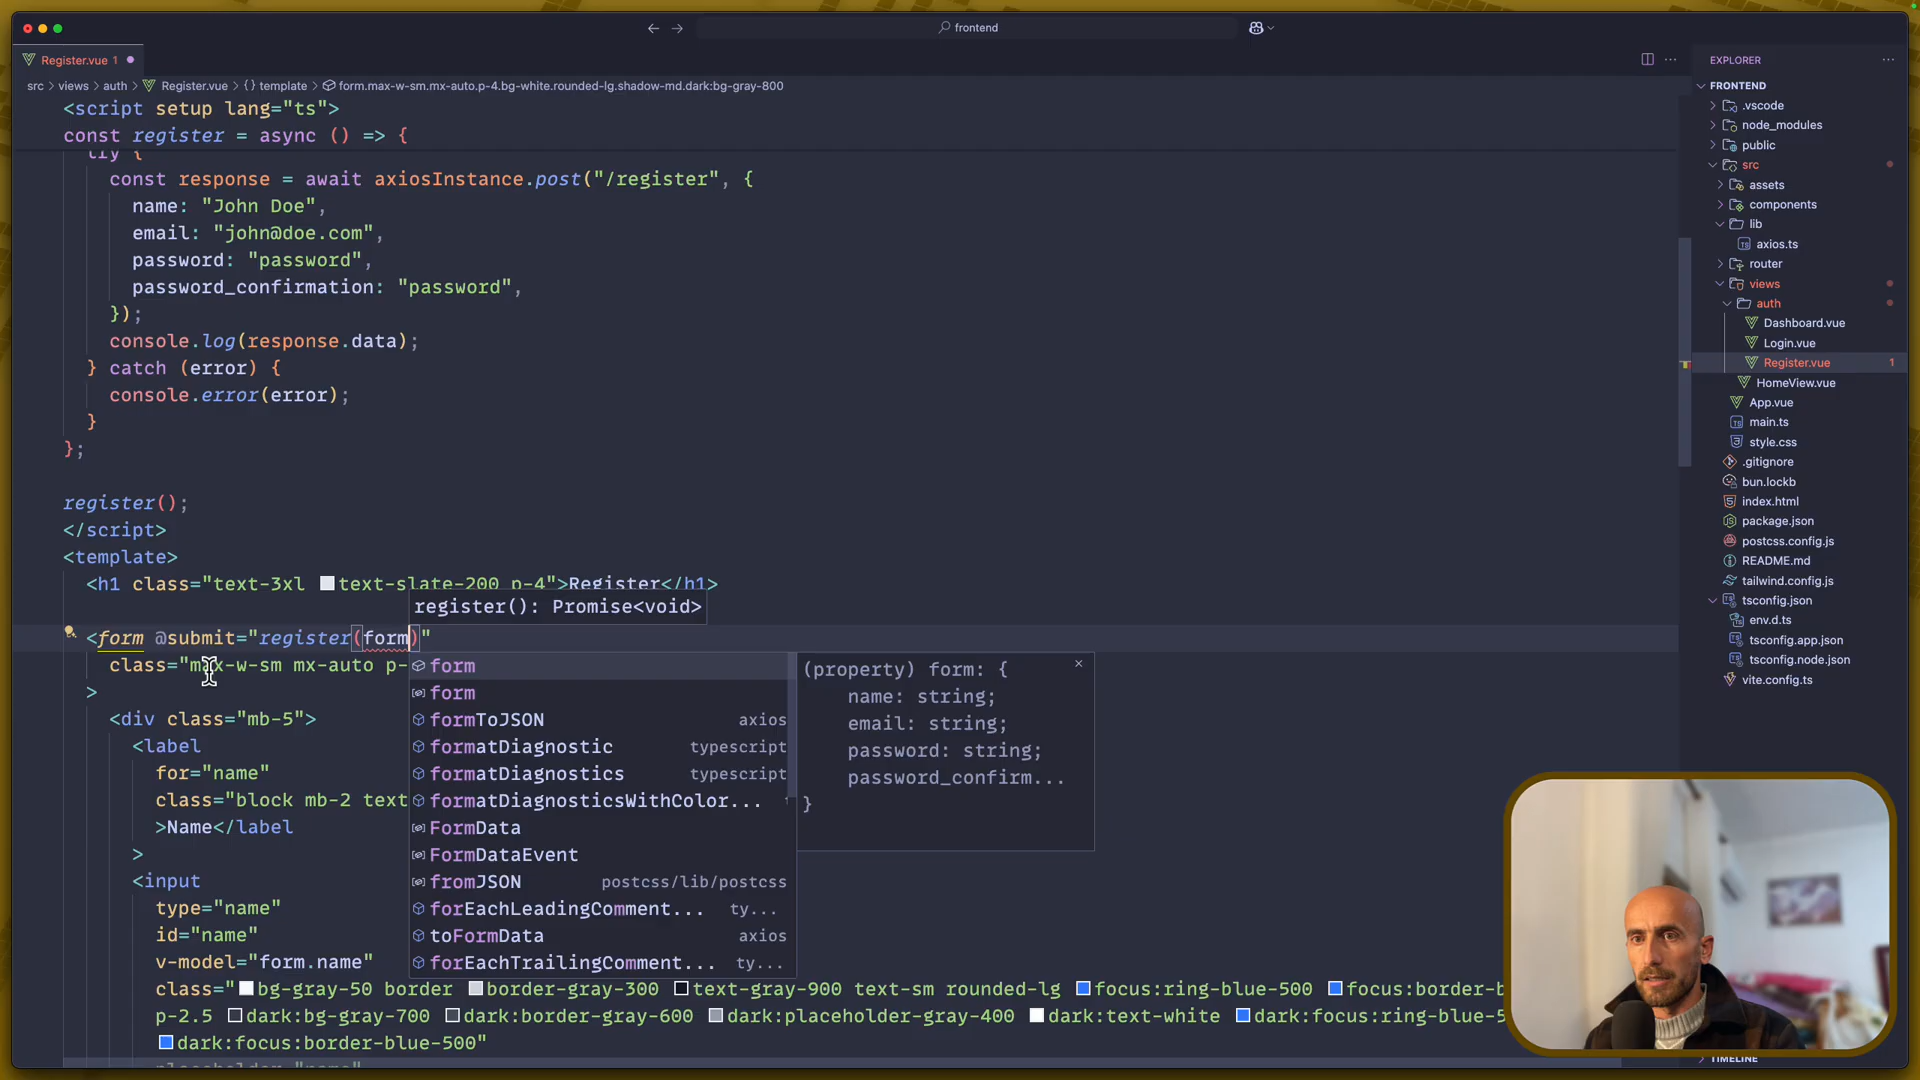 frontend
Register.vue 1
src > views > auth > Register.vue > {} template > form.max-w-sm.mx-auto.p-4.bg-white.rounded-lg.shadow-md.dark:bg-gray-800
<script setup lang="ts">
const register = async () => {
try {
const response = await axiosInstance.post("/register", {
name: "John Doe",
email: "john@doe.com",
password: "password",
password_confirmation: "password",
});
console.log(response.data);
} catch (error) {
console.error(error);
}
};
register();
</script>
<template>
<h1 class="text-3xl text-slate-200 p-4">Register</h1>
register(): Promise<void>
<form @submit="register(form)"
class="max-w-sm mx-auto p-
>
<div class="mb-5">
<label
for="name"
class="block mb-2 text
>Name</label
>
<input
type="name"
id="name"
v-model="form.name"
class="bg-gray-50 border border-gray-300 text-gray-900 text-sm rounded-lg focus:ring-blue-500 focus:border-b
p-2.5 dark:bg-gray-700 dark:border-gray-600 dark:placeholder-gray-400 dark:text-white dark:focus:ring-blue-5
dark:focus:border-blue-500"
placeholder="name"
form
form
formToJSON axios
formatDiagnostic typescript
formatDiagnostics typescript
formatDiagnosticsWithColor...
FormData
FormDataEvent
fromJSON postcss/lib/postcss
forEachLeadingComment... ty...
toFormData axios
forEachTrailingComment... ty...
(property) form: {
name: string;
email: string;
password: string;
password_confirm...
}
EXPLORER
FRONTEND
.vscode
node_modules
public
src
assets
components
lib
axios.ts
router
views
auth
Dashboard.vue
Login.vue
Register.vue 1
HomeView.vue
App.vue
main.ts
style.css
.gitignore
bun.lockb
index.html
package.json
postcss.config.js
README.md
tailwind.config.js
tsconfig.json
env.d.ts
tsconfig.app.json
tsconfig.node.json
vite.config.ts
TIMELINE